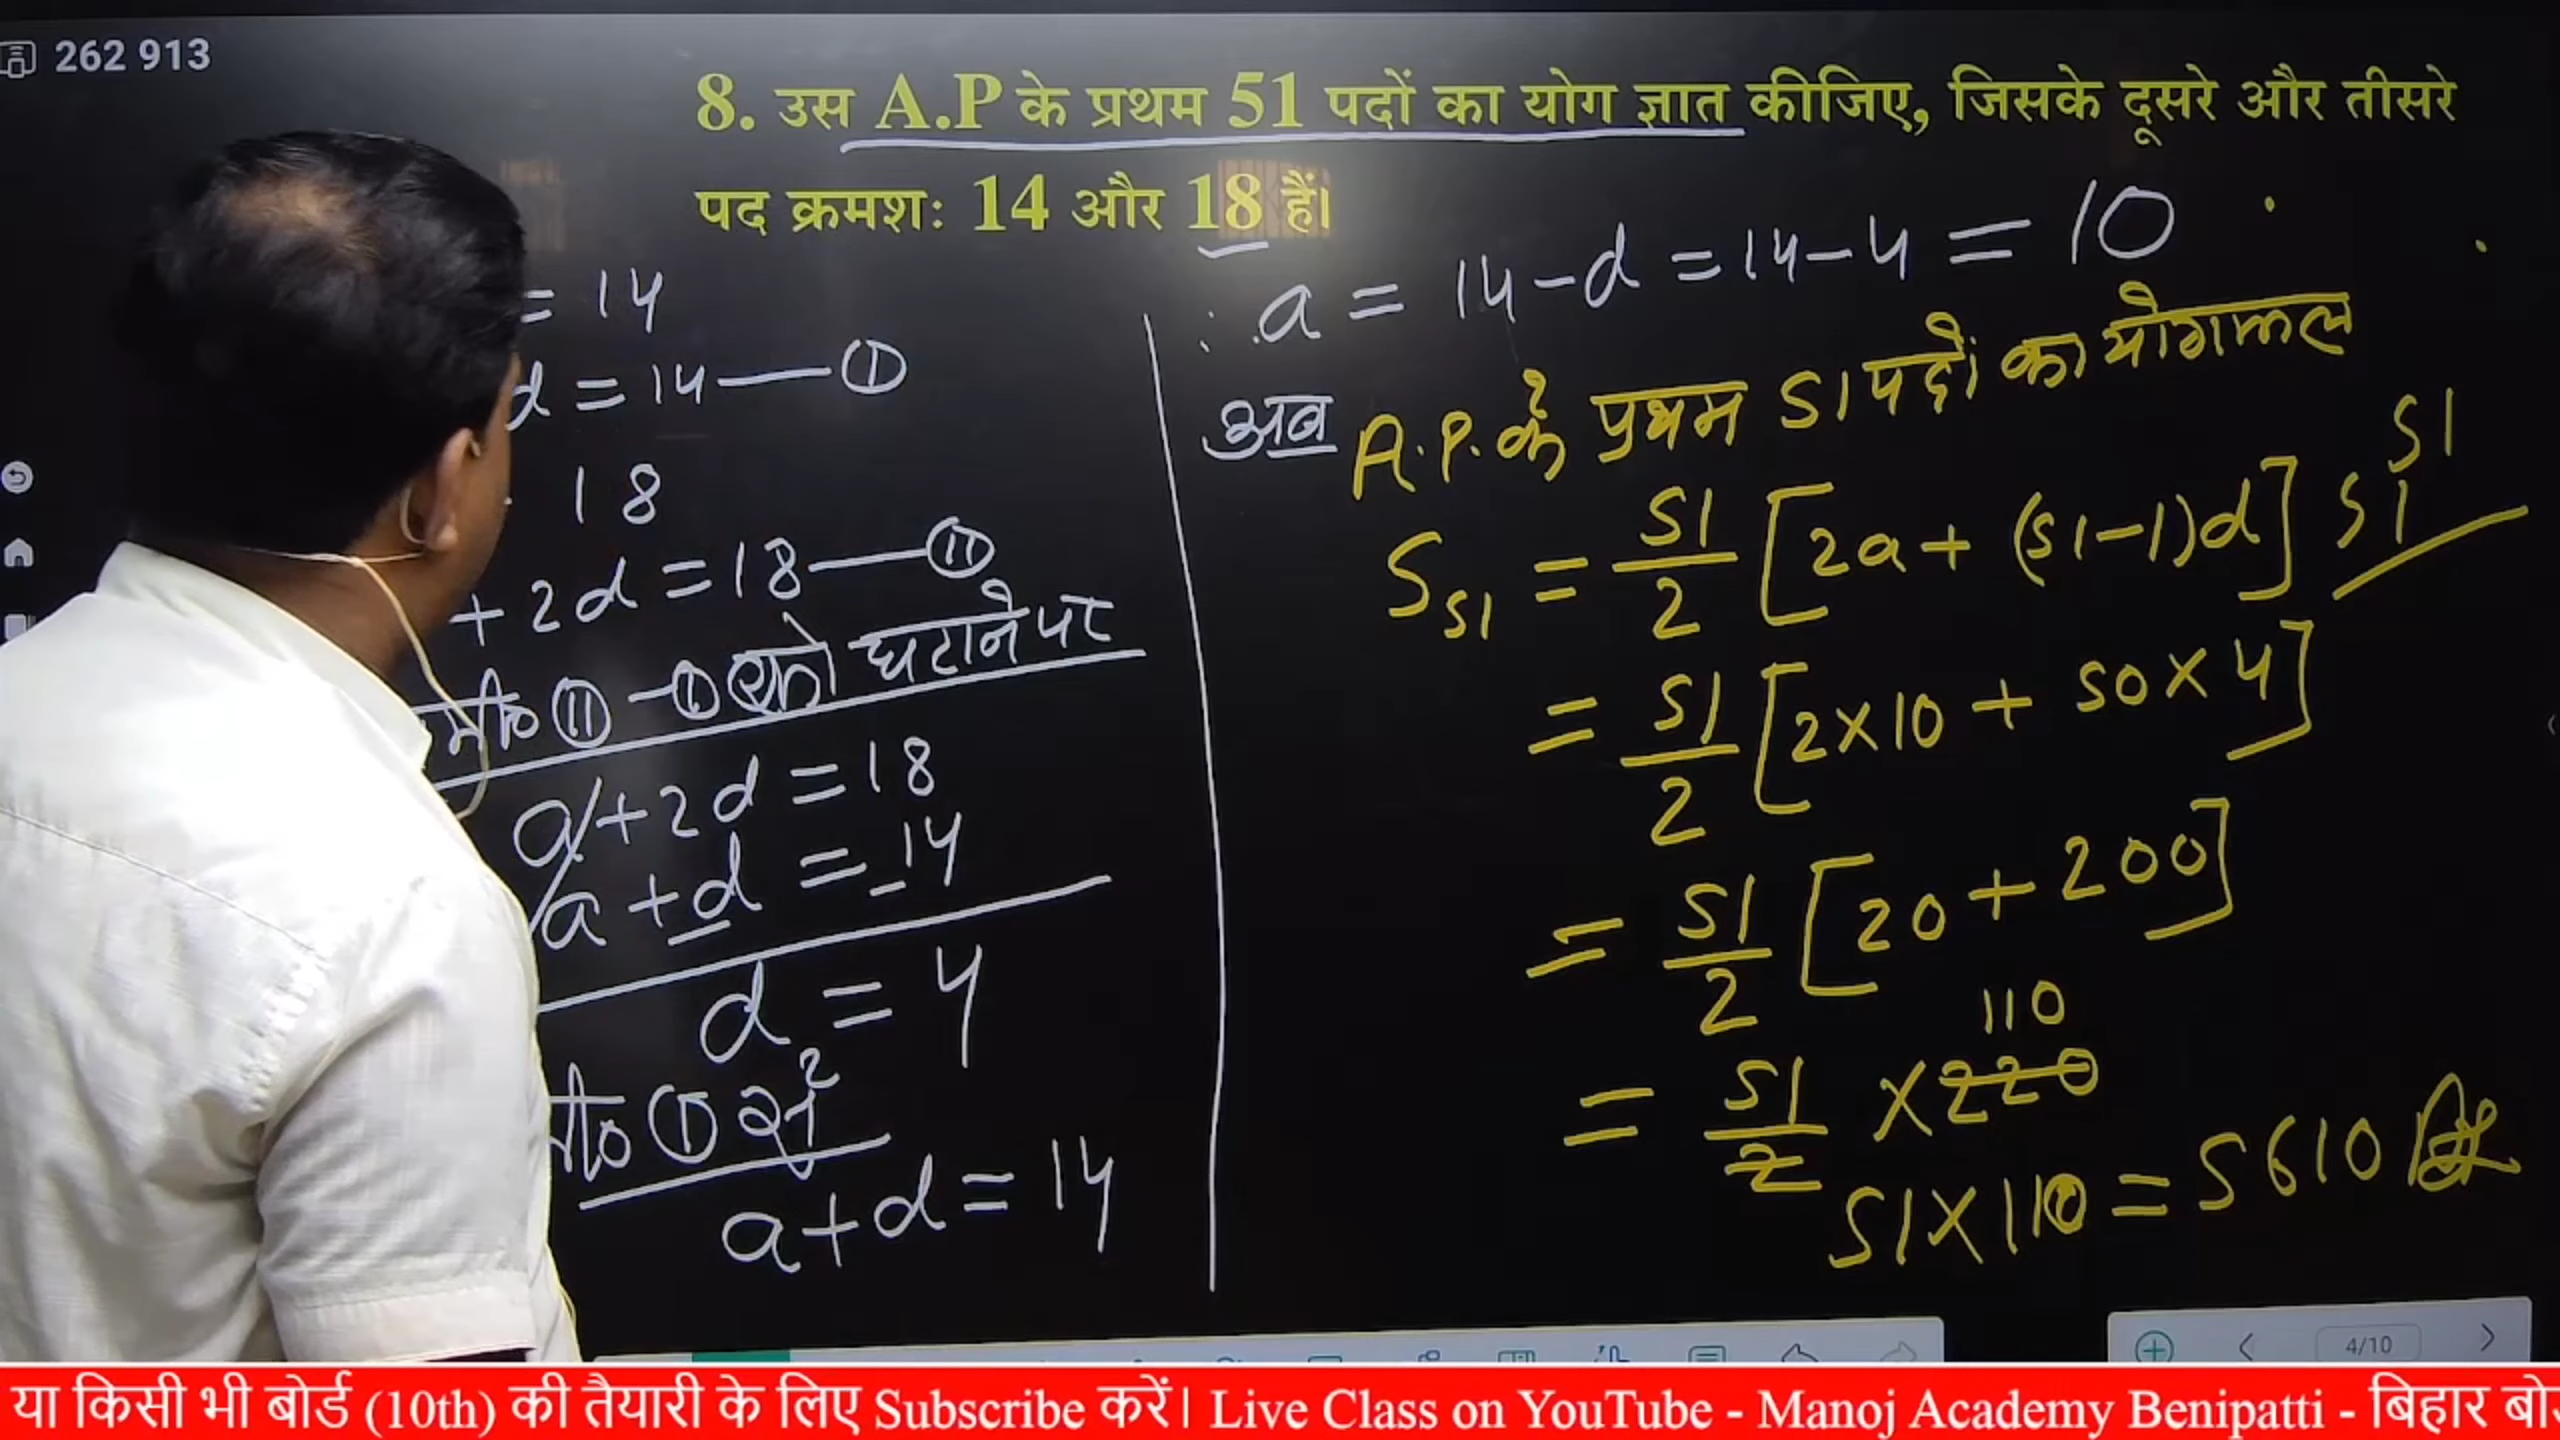 262 913
8. उस A.P के प्रथम 51 पदों का योग ज्ञात कीजिए, जिसके दूसरे और तीसरे
पद क्रमशः 14 और 18 हैं।
= 14
d = 14 — (I)
18
+ 2d = 18 — (II)
(II) - (I) को घटाने पर
a + 2d = 18
a + d = 14
- -
d = 4
(I) से
a + d = 14
∴ a = 14 - d = 14 - 4 = 10
अब A.P. के प्रथम 51 पदों का योगफल
51
S51 = 51/2 [2a + (51-1)d] 51
= 51/2 [2×10 + 50×4]
= 51/2 [20 + 200]
110
= 51/2 × 220
51×110 = 5610
4/10
या किसी भी बोर्ड (10th) की तैयारी के लिए Subscribe करें। Live Class on YouTube - Manoj Academy Benipatti - बिहार